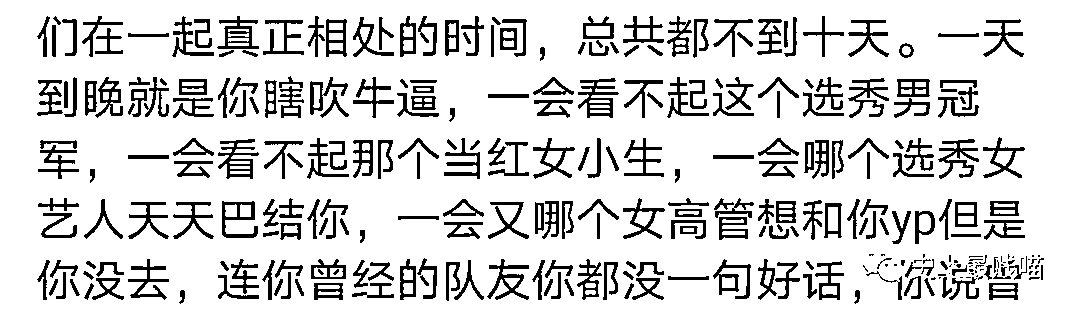 们在一起真正相处的时间，总共都不到十天。一天
到晚就是你瞎吹牛逼，一会看不起这个选秀男冠
军，一会看不起那个当红女小生，一会哪个选秀女
艺人天天巴结你，一会又哪个女高管想和你yp但是
你没去，连你曾经的队友你都没一句好话，你说曾